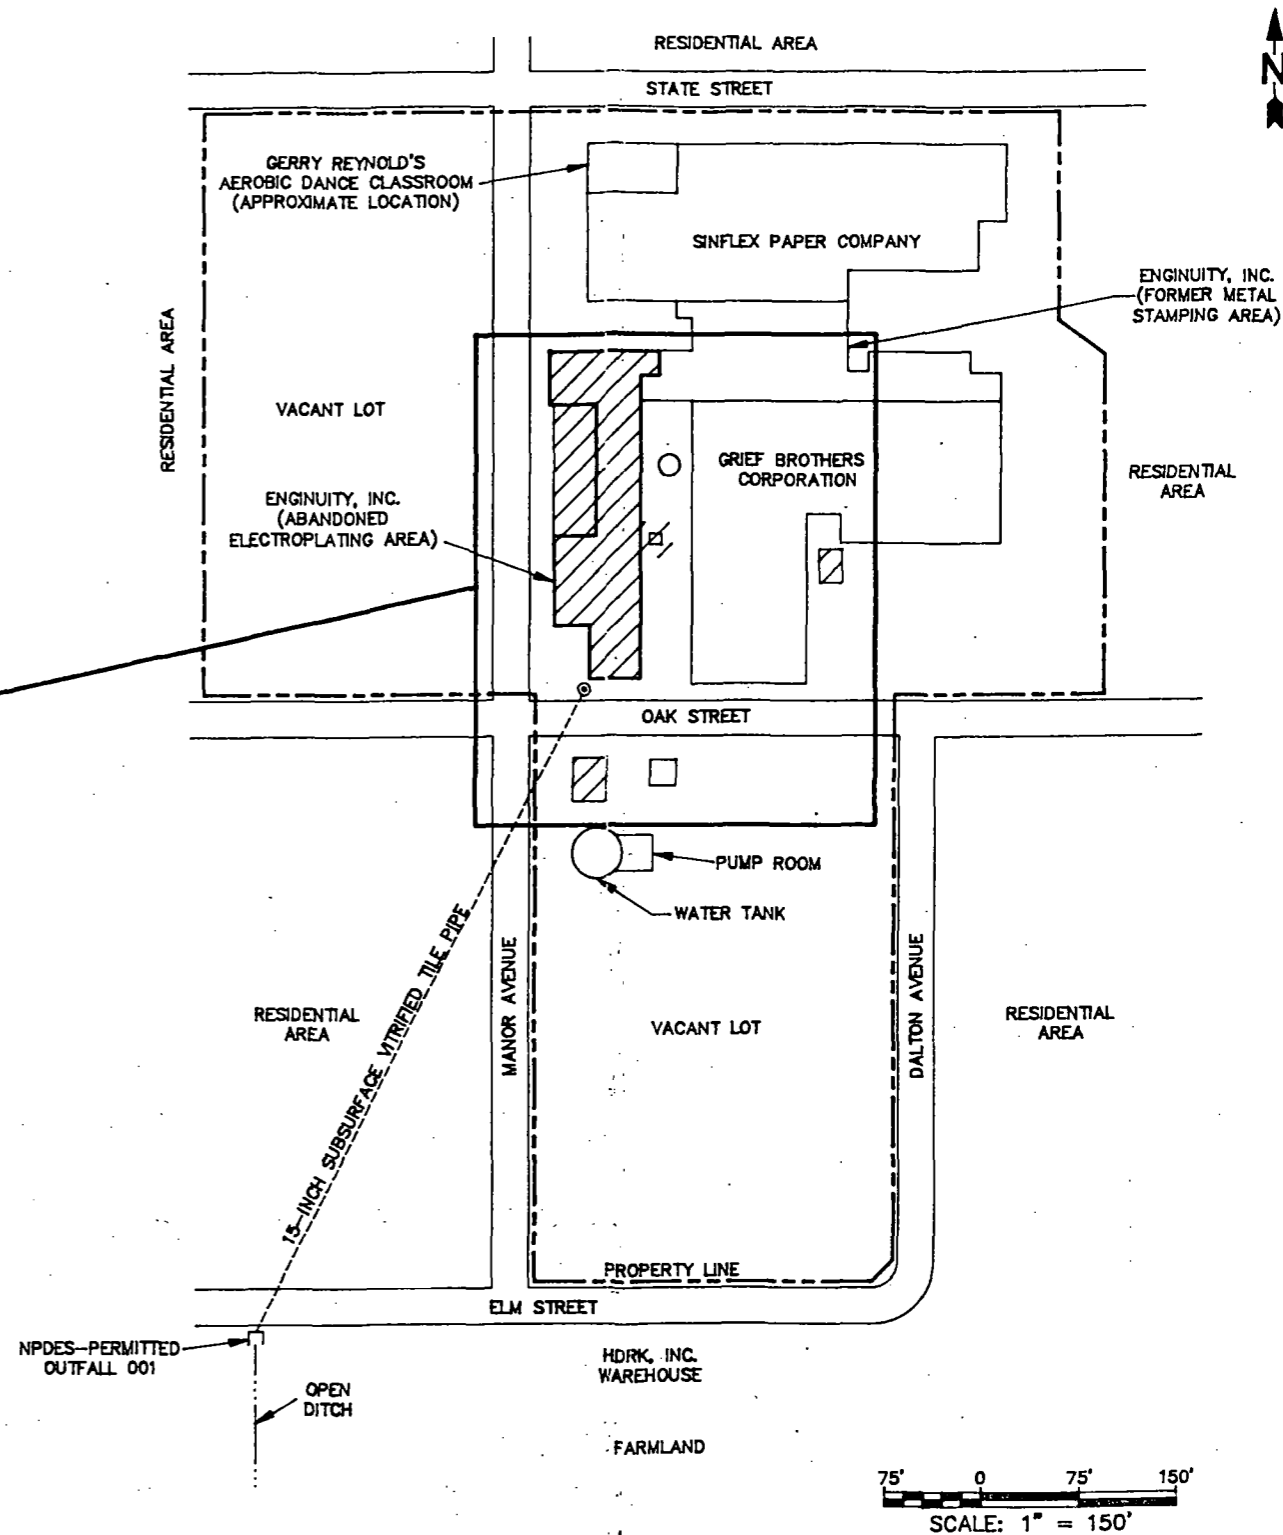 RESIDENTIAL AREA
N
STATE STREET
GERRY REYNOLD'S
AEROBIC DANCE CLASSROOM
(APPROXIMATE LOCATION)
SINFLEX PAPER COMPANY
ENGINUITY, INC.
(FORMER METAL
STAMPING AREA)
RESIDENTIAL AREA
VACANT LOT
GRIEF BROTHERS
CORPORATION
RESIDENTIAL
AREA
ENGINUITY, INC.
(ABANDONED
ELECTROPLATING AREA)
OAK STREET
PUMP ROOM
WATER TANK
15-INCH SUBSURFACE VITRIFIED TILE PIPE
MANOR AVENUE
DALTON AVENUE
RESIDENTIAL
AREA
VACANT LOT
RESIDENTIAL
AREA
PROPERTY LINE
ELM STREET
NPDES-PERMITTED
OUTFALL 001
HDRK, INC.
WAREHOUSE
OPEN
DITCH
FARMLAND
75' 0 75' 150'
SCALE: 1" = 150'